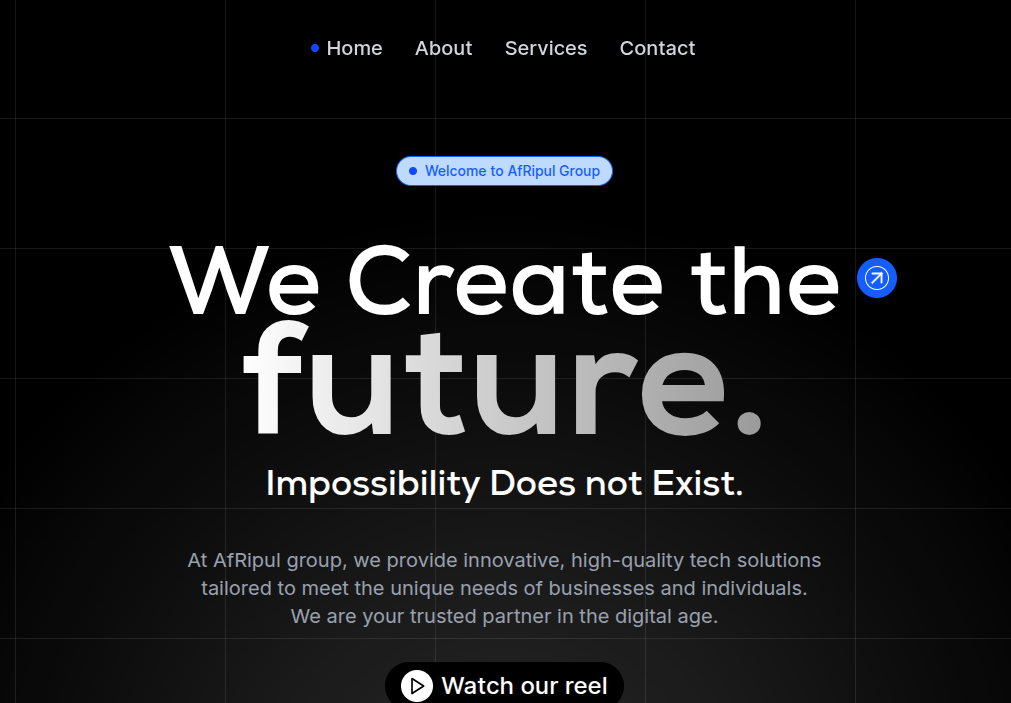 Home About Services Contact
Welcome to AfRipul Group
We Create the
future.
Impossibility Does not Exist.
At AfRipul group, we provide innovative, high-quality tech solutions
tailored to meet the unique needs of businesses and individuals.
We are your trusted partner in the digital age.
Watch our reel